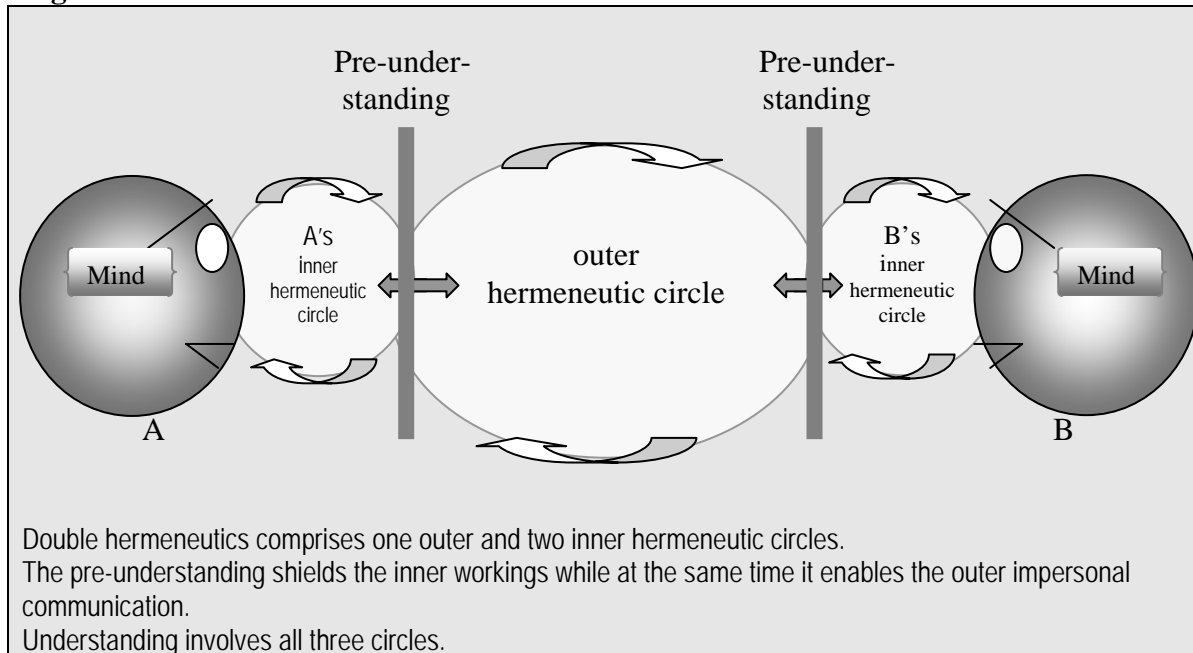 Pre-under-
standing
Pre-under-
standing
Mind
A's
inner
hermeneutic
circle
outer
hermeneutic circle
B's
inner
hermeneutic
circle
Mind
A
B
Double hermeneutics comprises one outer and two inner hermeneutic circles.
The pre-understanding shields the inner workings while at the same time it enables the outer impersonal
communication.
Understanding involves all three circles.